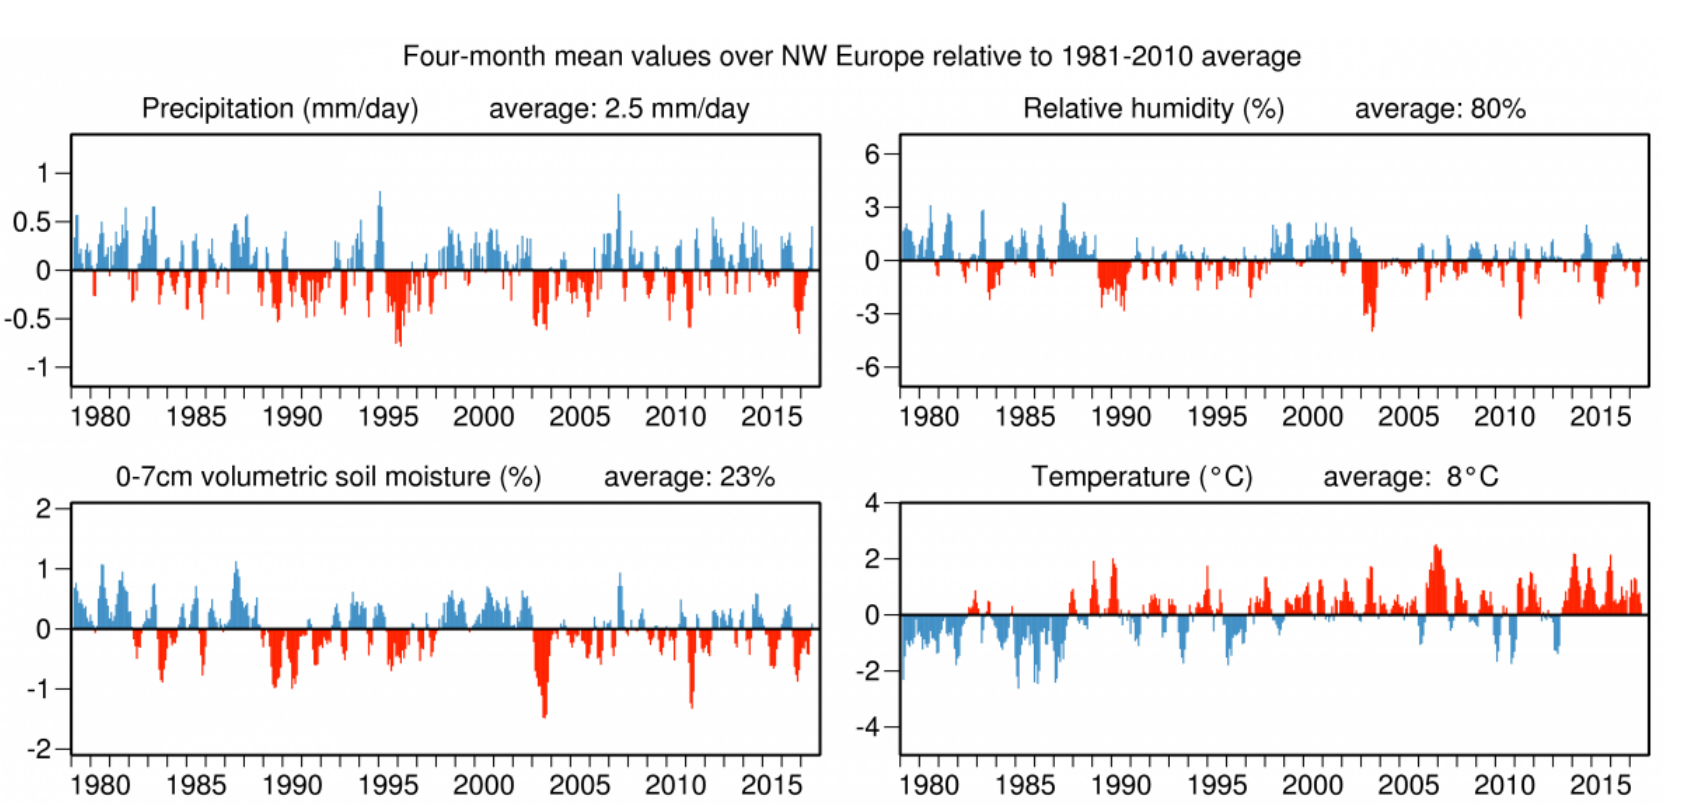 Four-month mean values over NW Europe relative to 1981-2010 average
Precipitation (mm/day) average: 2.5 mm/day
1
0.5
0
-0.5
-1
1980 1985 1990 1995 2000 2005 2010 2015
Relative humidity (%) average: 80%
6
3
0
-3
-6
1980 1985 1990 1995 2000 2005 2010 2015
0-7cm volumetric soil moisture (%) average: 23%
2
1
0
-1
-2
1980 1985 1990 1995 2000 2005 2010 2015
Temperature (°C) average: 8°C
4
2
0
-2
-4
1980 1985 1990 1995 2000 2005 2010 2015